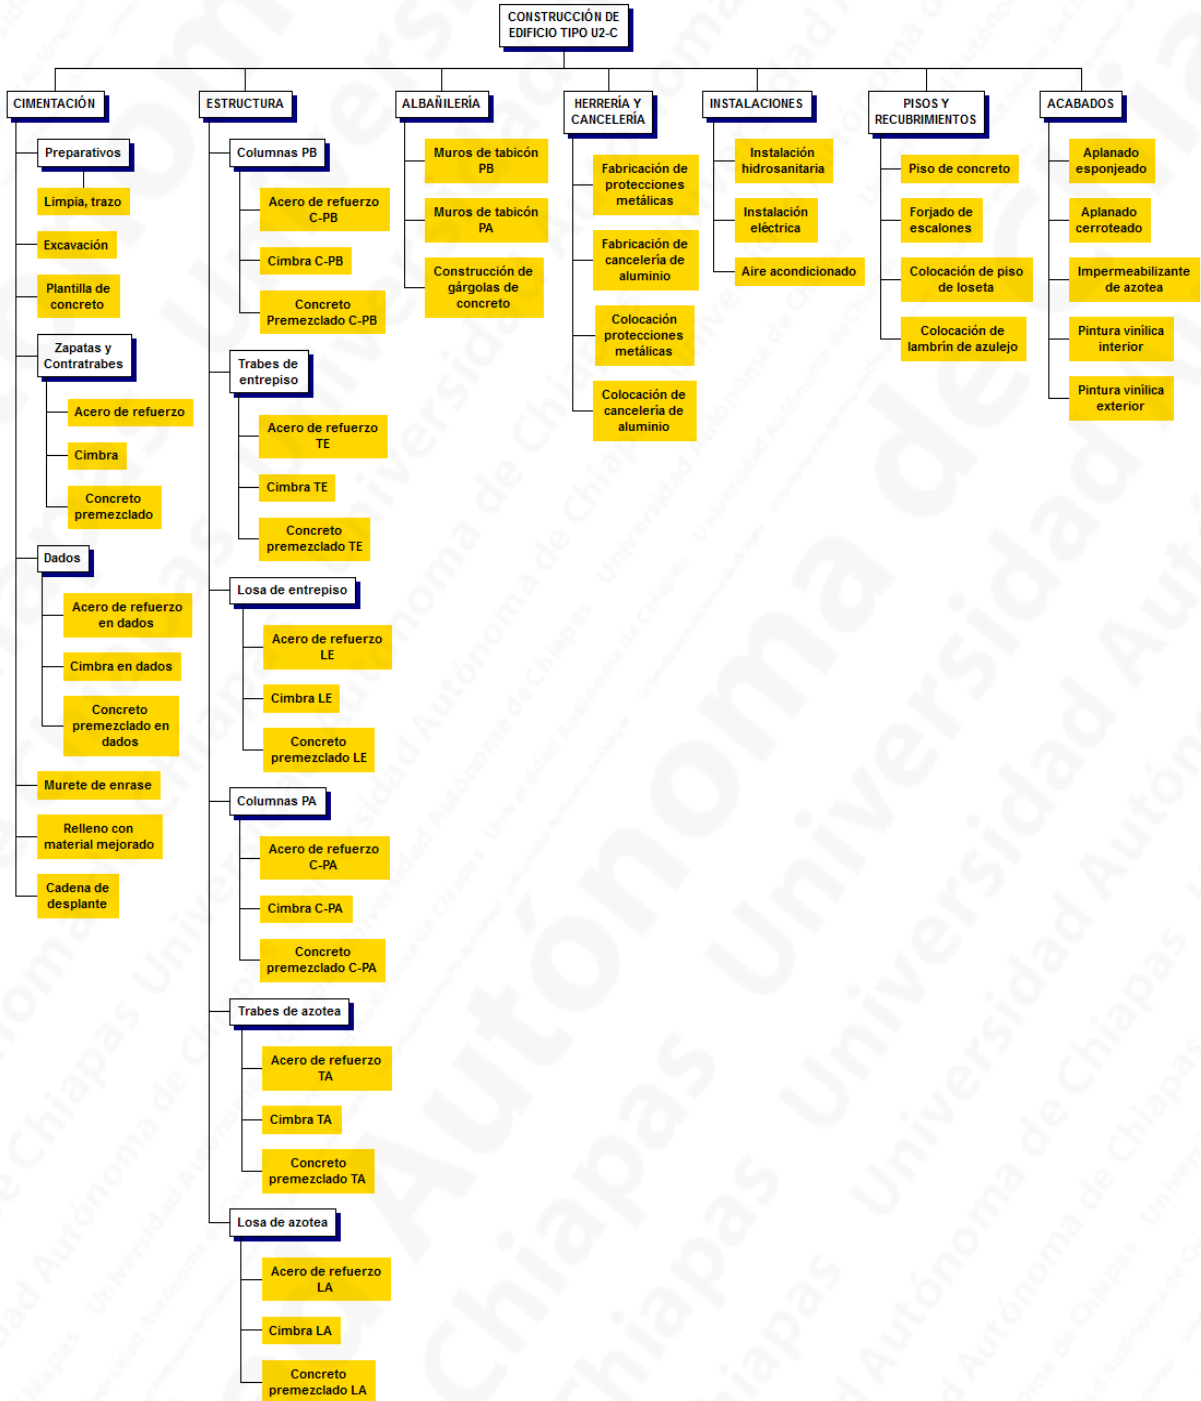 CONSTRUCCIÓN DE
EDIFICIO TIPO U2-C
CIMENTACIÓN
Preparativos
Limpia, trazo
Excavación
Plantilla de
concreto
Zapatas y
Contratrabes
Acero de refuerzo
Cimbra
Concreto
premezclado
Dados
Acero de refuerzo
en dados
Cimbra en dados
Concreto
premezclado en
dados
Murete de enrase
Relleno con
material mejorado
Cadena de
desplante
ESTRUCTURA
Columnas PB
Acero de refuerzo
C-PB
Cimbra C-PB
Concreto
Premezclado C-PB
Trabes de
entrepiso
Acero de refuerzo
TE
Cimbra TE
Concreto
premezclado TE
Losa de entrepiso
Acero de refuerzo
LE
Cimbra LE
Concreto
premezclado LE
Columnas PA
Acero de refuerzo
C-PA
Cimbra C-PA
Concreto
premezclado C-PA
Trabes de azotea
Acero de refuerzo
TA
Cimbra TA
Concreto
premezclado TA
Losa de azotea
Acero de refuerzo
LA
Cimbra LA
Concreto
premezclado LA
ALBAÑILERÍA
Muros de tabicón
PB
Muros de tabicón
PA
Construcción de
gárgolas de
concreto
HERRERÍA Y
CANCELERÍA
Fabricación de
protecciones
metálicas
Fabricación de
cancelería de
aluminio
Colocación
protecciones
metálicas
Colocación de
cancelería de
aluminio
INSTALACIONES
Instalación
hidrosanitaria
Instalación
eléctrica
Aire acondicionado
PISOS Y
RECUBRIMIENTOS
Piso de concreto
Forjado de
escalones
Colocación de piso
de loseta
Colocación de
lambrín de azulejo
ACABADOS
Aplanado
esponjeado
Aplanado
cerroteado
Impermeabilizante
de azotea
Pintura vinílica
interior
Pintura vinílica
exterior
Universidad Autónoma de Chiapas